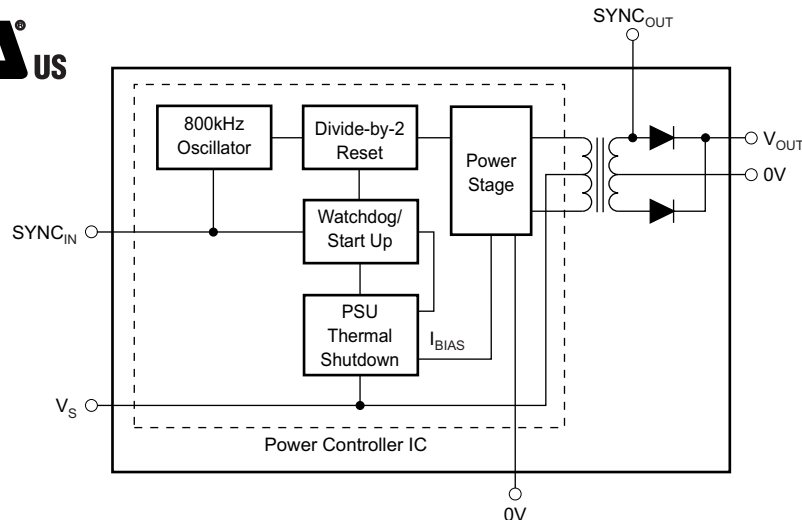 US
SYNCOUT
800kHz
Oscillator
Divide-by-2
Reset
Power
Stage
VOUT
0V
SYNCIN
Watchdog/
Start Up
PSU
Thermal
Shutdown
IBIAS
VS
Power Controller IC
0V